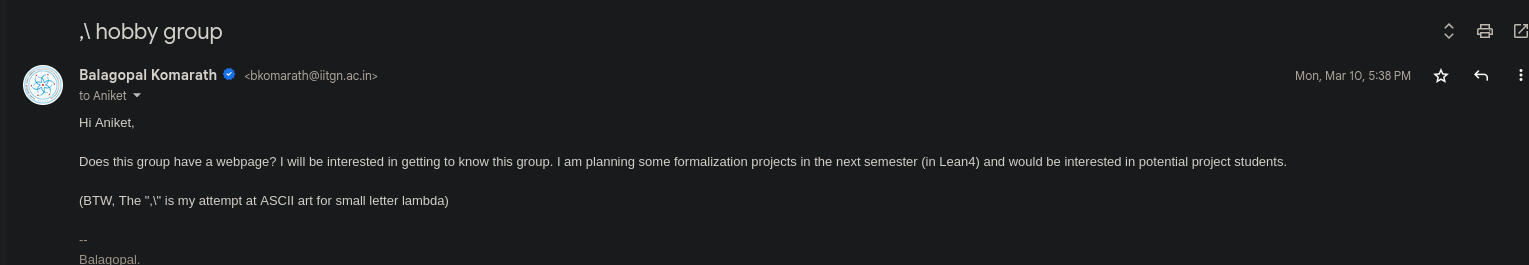 ,\ hobby group
Balagopal Komarath <bkomarath@iitgn.ac.in>
Mon, Mar 10, 5:38 PM
to Aniket
Hi Aniket,
Does this group have a webpage? I will be interested in getting to know this group. I am planning some formalization projects in the next semester (in Lean4) and would be interested in potential project students.
(BTW, The ",\" is my attempt at ASCII art for small letter lambda)
--
Balagopal.